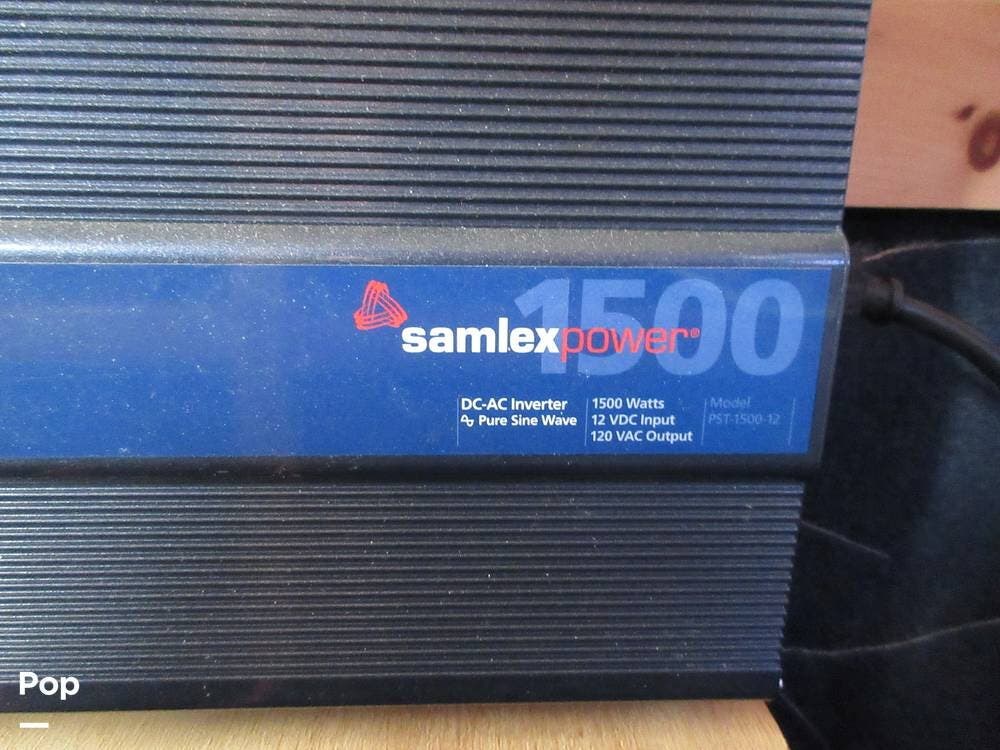 1500
samlexpower®
DC-AC Inverter
Pure Sine Wave
1500 Watts
12 VDC Input
120 VAC Output
Model
PST-1500-12
Pop